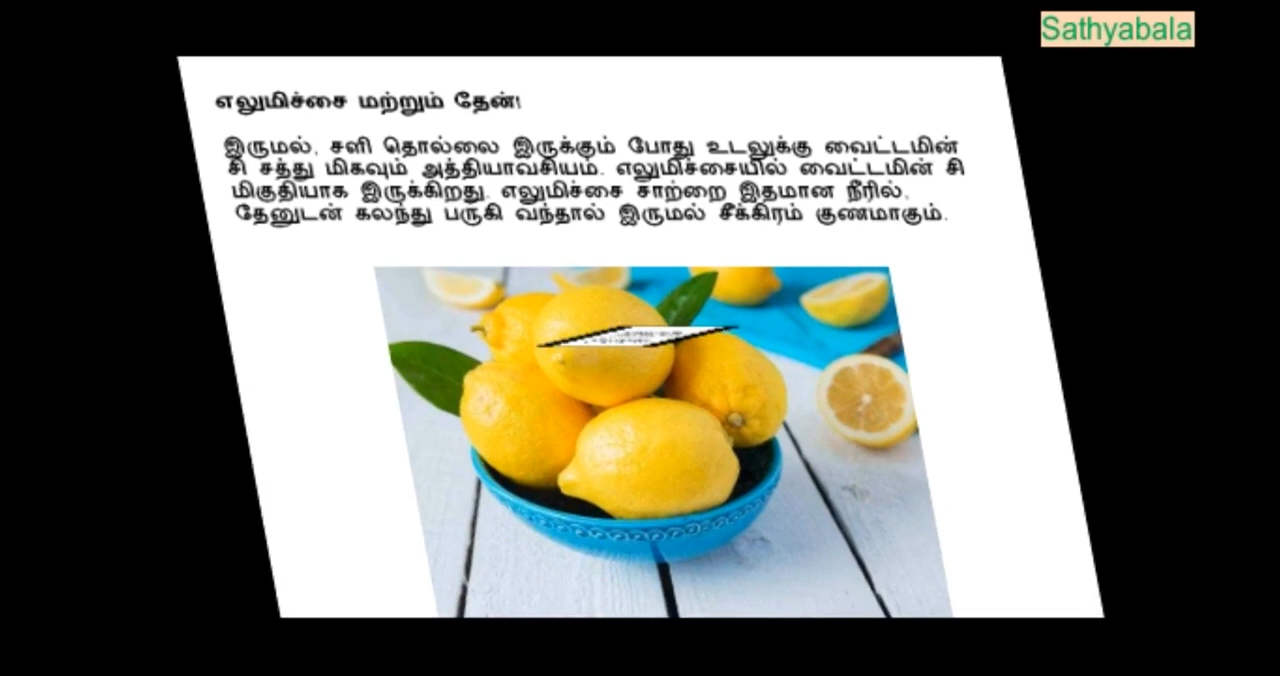 Sathyabala
எலுமிச்சை மற்றும் தேன்!
இருமல், சளி தொல்லை இருக்கும் போது உடலுக்கு வைட்டமின்
சி சத்து மிகவும் அத்தியாவசியம். எலுமிச்சையில் வைட்டமின் சி
மிகுதியாக இருக்கிறது. எலுமிச்சை சாற்றை இதமான நீரில்,
தேனுடன் கலந்து பருகி வந்தால் இருமல் சீக்கிரம் குணமாகும்.